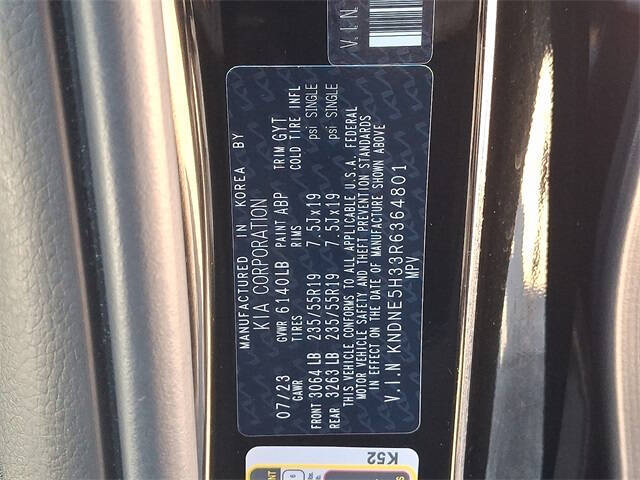 MANUFACTURED IN KOREA BY
KIA CORPORATION
07/23 GVWR 6140LB PAINT ABP TRIM GYT
GAWR TIRES RIMS COLD TIRE INFL
FRONT 3064 LB 235/55R19 7.5Jx19 psi SINGLE
REAR 3263 LB 235/55R19 7.5Jx19 psi SINGLE
THIS VEHICLE CONFORMS TO ALL APPLICABLE U.S.A. FEDERAL
MOTOR VEHICLE SAFETY AND THEFT PREVENTION STANDARDS
IN EFFECT ON THE DATE OF MANUFACTURE SHOWN ABOVE
V.I.N KNDNE5H33R6364801
MPV
V.I.N
K52